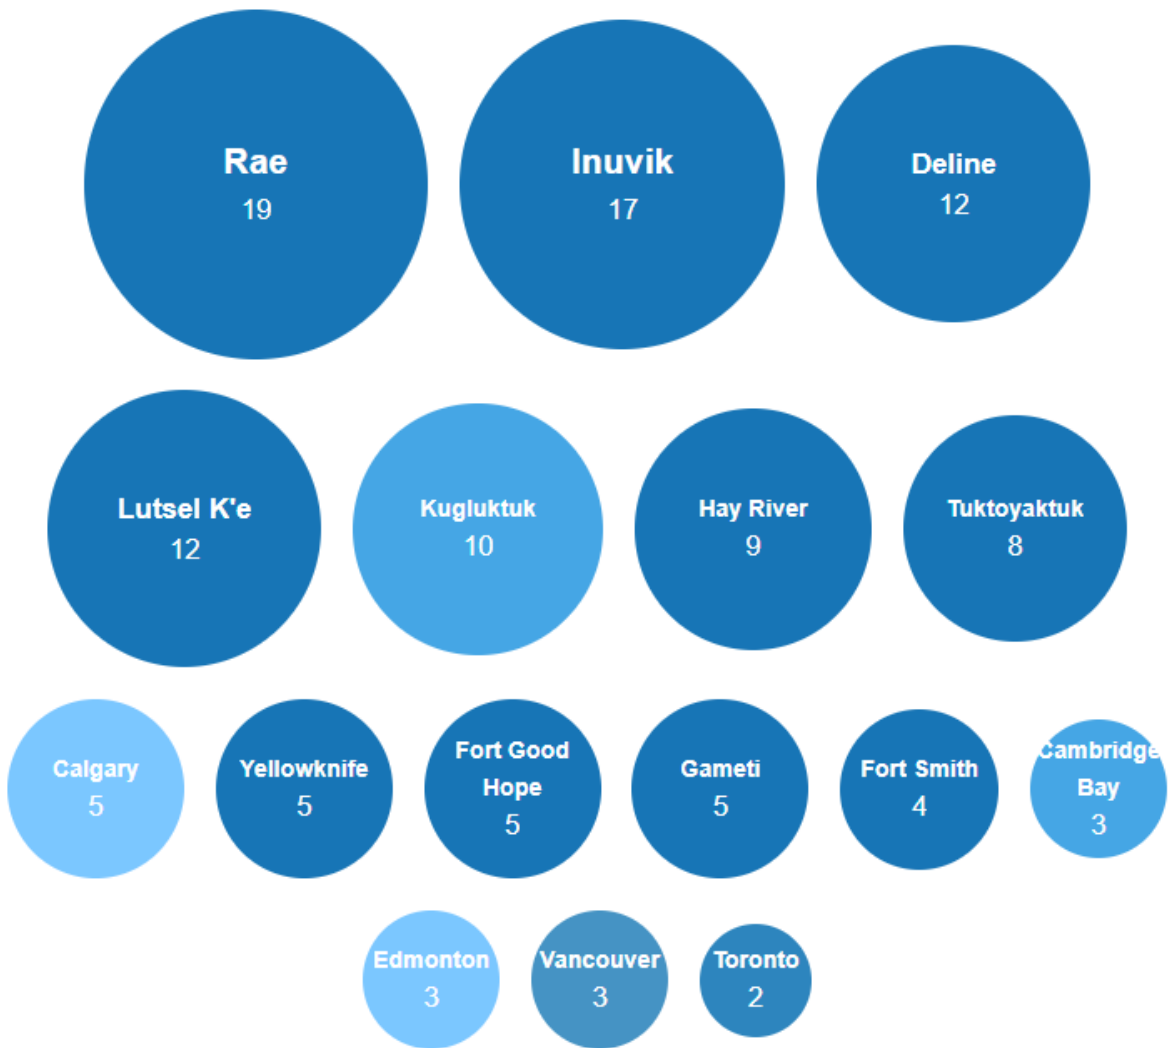 Rae
19
Inuvik
17
Deline
12
Lutsel K'e
12
Kugluktuk
10
Hay River
9
Tuktoyaktuk
8
Calgary
5
Yellowknife
5
Fort Good
Hope
5
Gameti
5
Fort Smith
4
Cambridge
Bay
3
Edmonton
3
Vancouver
3
Toronto
2